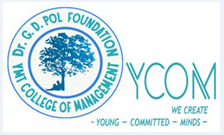 Dr. G. D. POL FOUNDATION
YMT COLLEGE OF MANAGEMENT
YCOM
WE CREATE
- YOUNG - COMMITTED - MINDS -